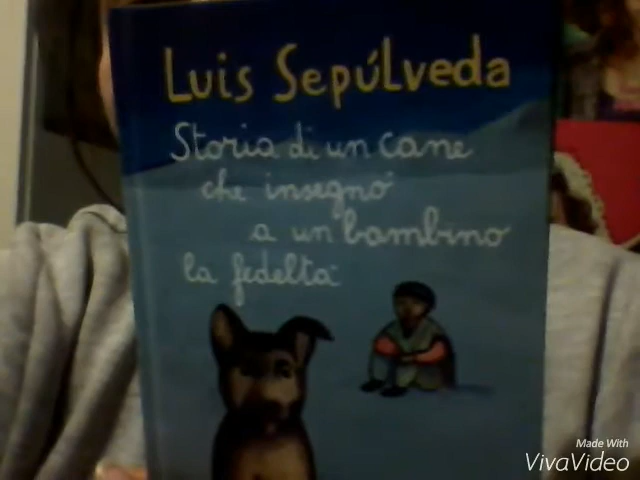 Luis Sepúlveda
Storia di un cane
che insegnò
a un bambino
la fedeltà
Made With
VivaVideo